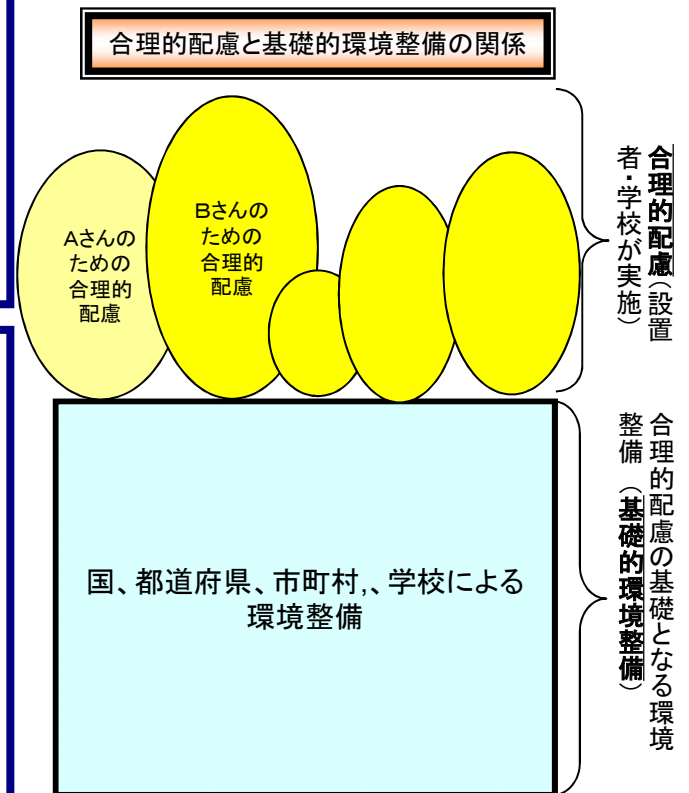 合理的配慮と基礎的環境整備の関係
Aさんの
ための
合理的
配慮
Bさんの
ための
合理的
配慮
合理的配慮（設置
者・学校が実施）
国、都道府県、市町村,、学校による
環境整備
合理的配慮の基礎となる環境
整備（基礎的環境整備）